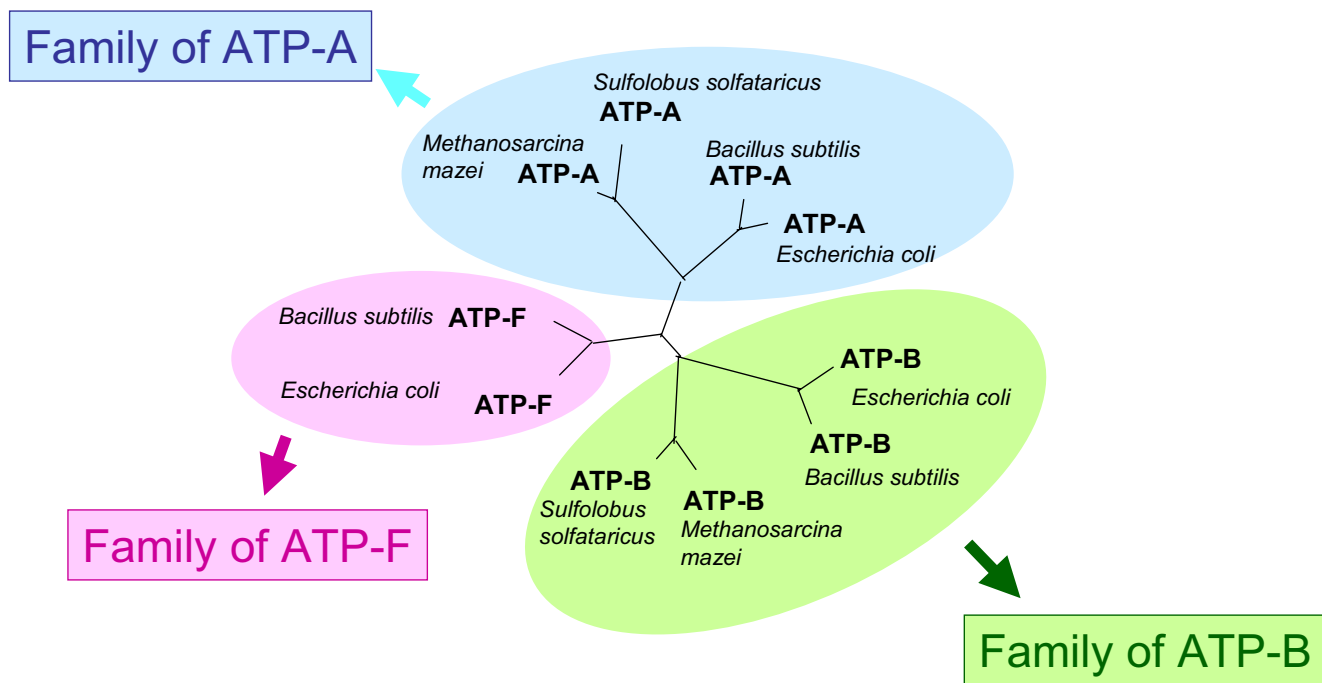 Family of ATP-A
Sulfolobus solfataricus
ATP-A
Methanosarcina
mazei
ATP-A
Bacillus subtilis
ATP-A
ATP-A
Escherichia coli
Bacillus subtilis ATP-F
Escherichia coli
ATP-F
ATP-B
Escherichia coli
ATP-B
Bacillus subtilis
ATP-B
Sulfolobus
solfataricus
ATP-B
Methanosarcina
mazei
Family of ATP-F
Family of ATP-B